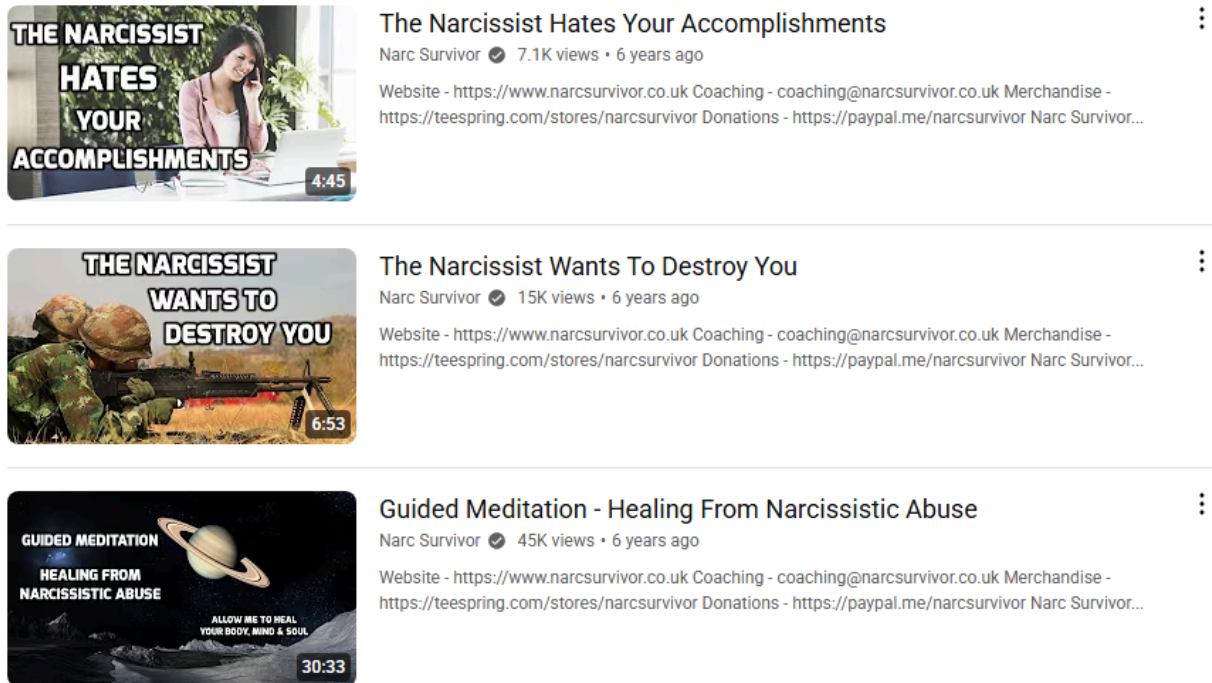 THE NARCISSIST
HATES
YOUR
ACCOMPLISHMENTS
4:45
The Narcissist Hates Your Accomplishments
Narc Survivor 7.1K views • 6 years ago
Website - https://www.narcsurvivor.co.uk Coaching - coaching@narcsurvivor.co.uk Merchandise -
https://teespring.com/stores/narcsurvivor Donations - https://paypal.me/narcsurvivor Narc Survivor...
THE NARCISSIST
WANTS TO
DESTROY YOU
6:53
The Narcissist Wants To Destroy You
Narc Survivor 15K views • 6 years ago
Website - https://www.narcsurvivor.co.uk Coaching - coaching@narcsurvivor.co.uk Merchandise -
https://teespring.com/stores/narcsurvivor Donations - https://paypal.me/narcsurvivor Narc Survivor...
GUIDED MEDITATION
HEALING FROM
NARCISSISTIC ABUSE
ALLOW ME TO HEAL
YOUR BODY, MIND & SOUL
30:33
Guided Meditation - Healing From Narcissistic Abuse
Narc Survivor 45K views • 6 years ago
Website - https://www.narcsurvivor.co.uk Coaching - coaching@narcsurvivor.co.uk Merchandise -
https://teespring.com/stores/narcsurvivor Donations - https://paypal.me/narcsurvivor Narc Survivor...